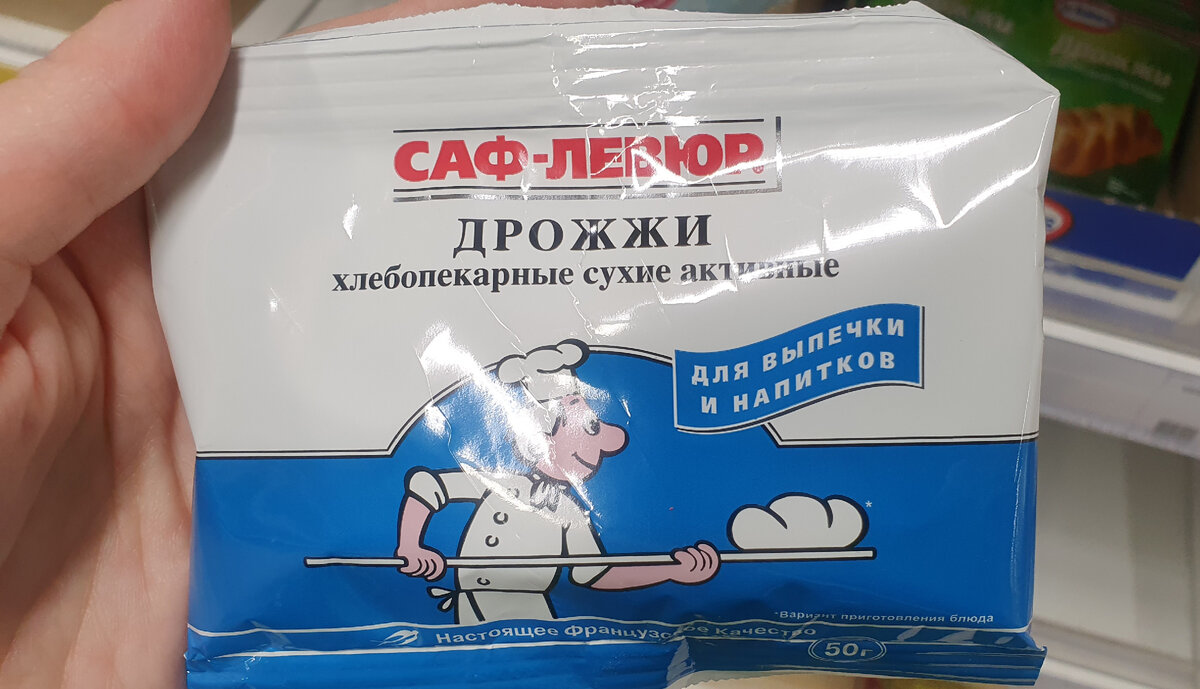 САФ-ЛЕВЮР®
ДРОЖЖИ
хлебопекарные сухие активные
ДЛЯ ВЫПЕЧКИ
И НАПИТКОВ
*
*Вариант приготовления блюда
Настоящее Французское качество
50г